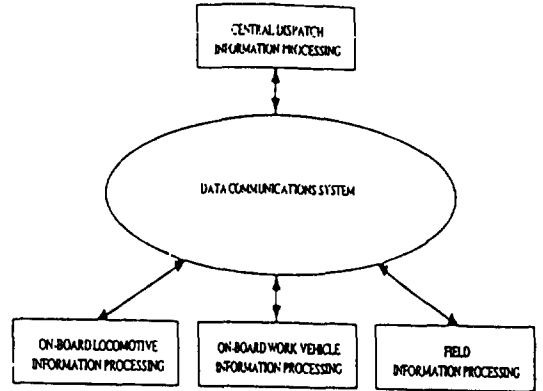 CENTRAL DISPATCH
INFORMATION PROCESSING
DATA COMMUNICATIONS SYSTEM
ON-BOARD LOCOMOTIVE
INFORMATION PROCESSING
ON-BOARD WORK VEHICLE
INFORMATION PROCESSING
FIELD
INFORMATION PROCESSING